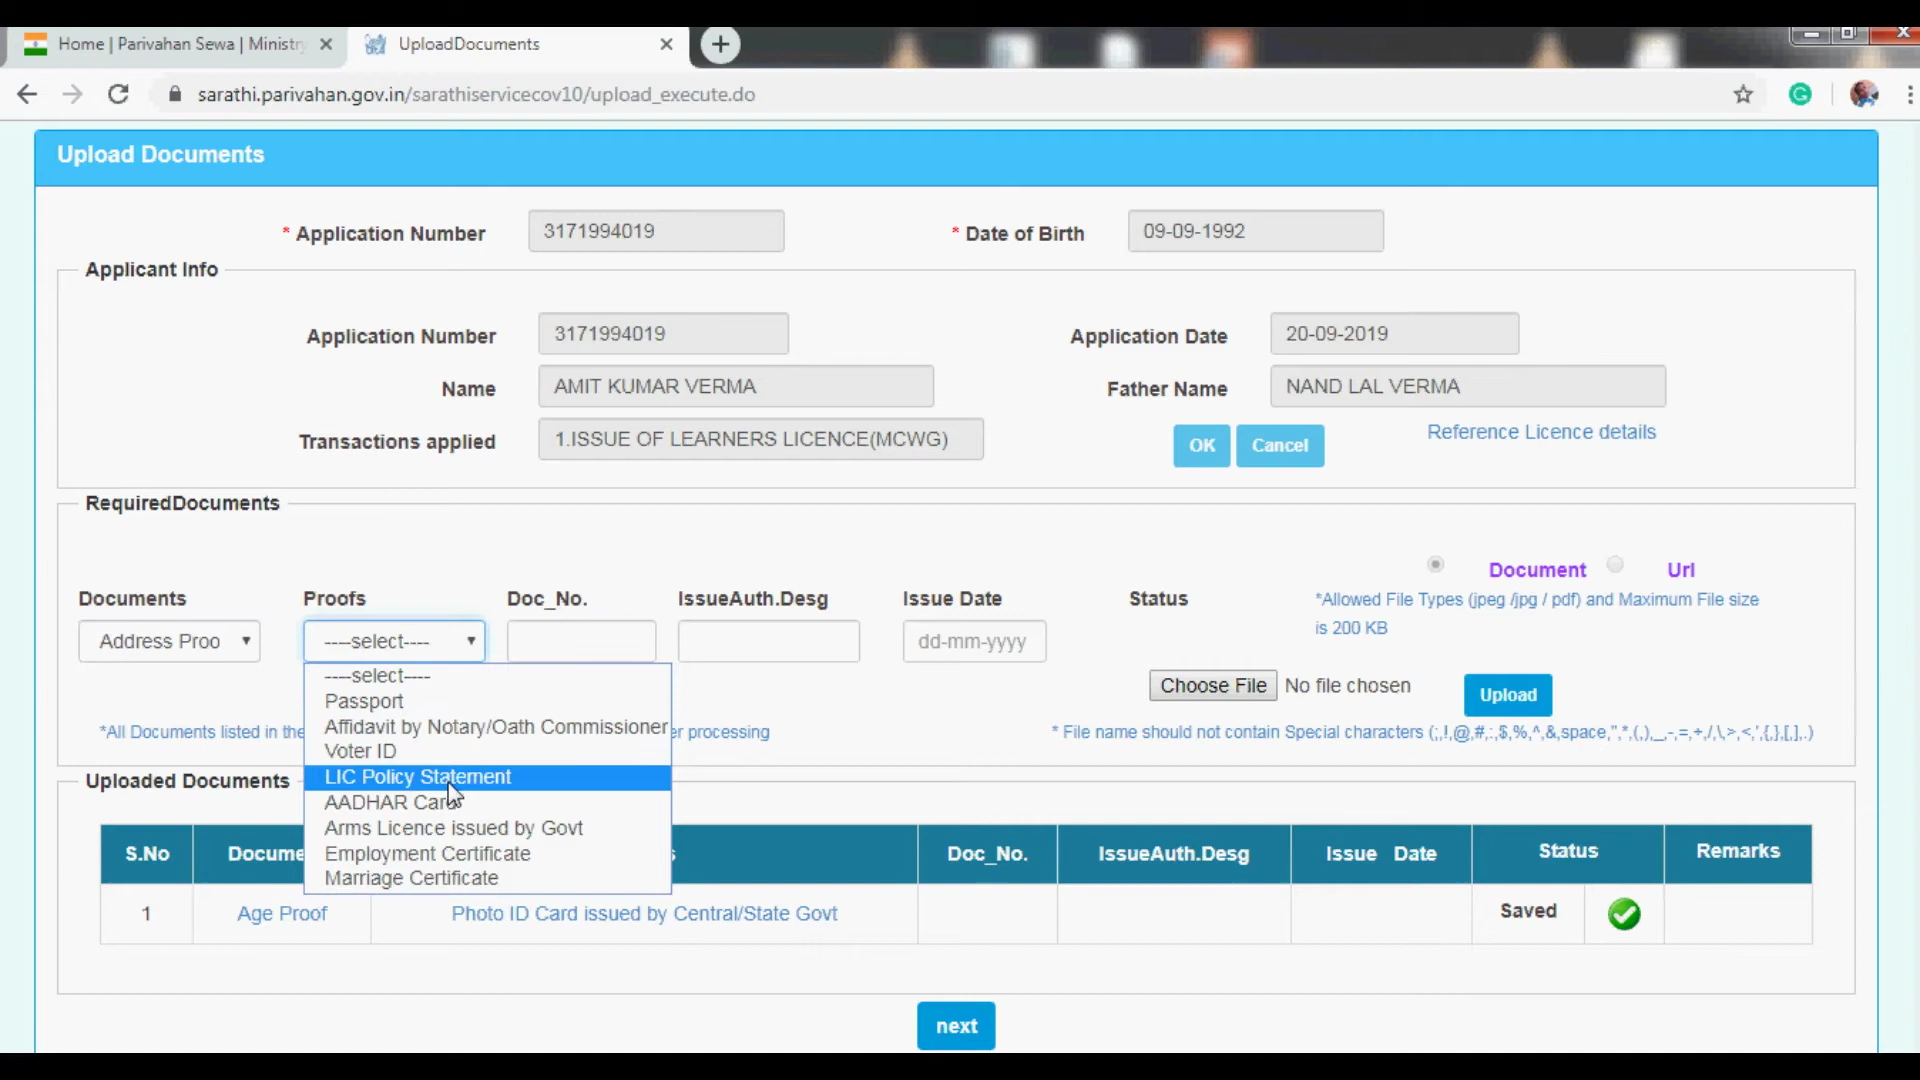 Home | Parivahan Sewa | Ministry
UploadDocuments
sarathi.parivahan.gov.in/sarathiservicecov10/upload_execute.do
Upload Documents
* Application Number 3171994019 * Date of Birth 09-09-1992
Applicant Info
Application Number 3171994019 Application Date 20-09-2019
Name AMIT KUMAR VERMA Father Name NAND LAL VERMA
Transactions applied 1.ISSUE OF LEARNERS LICENCE(MCWG) OK Cancel Reference Licence details
RequiredDocuments
Document Url
Documents Proofs Doc_No. IssueAuth.Desg Issue Date Status *Allowed File Types (jpeg /jpg / pdf) and Maximum File size
is 200 KB
Address Proo ----select---- dd-mm-yyyy
----select----
Choose File No file chosen Upload
Passport
Affidavit by Notary/Oath Commissioner
*All Documents listed in the r processing * File name should not contain Special characters (;,!,@,#,:,$,%,^,&,space,",*,(,),_,-,=,+,/,\,>,<,',{,},[,],.)
Voter ID
LIC Policy Statement
Uploaded Documents
AADHAR Card
Arms Licence issued by Govt
Employment Certificate
Marriage Certificate
S.No Docume s Doc_No. IssueAuth.Desg Issue Date Status Remarks
1 Age Proof Photo ID Card issued by Central/State Govt Saved
next